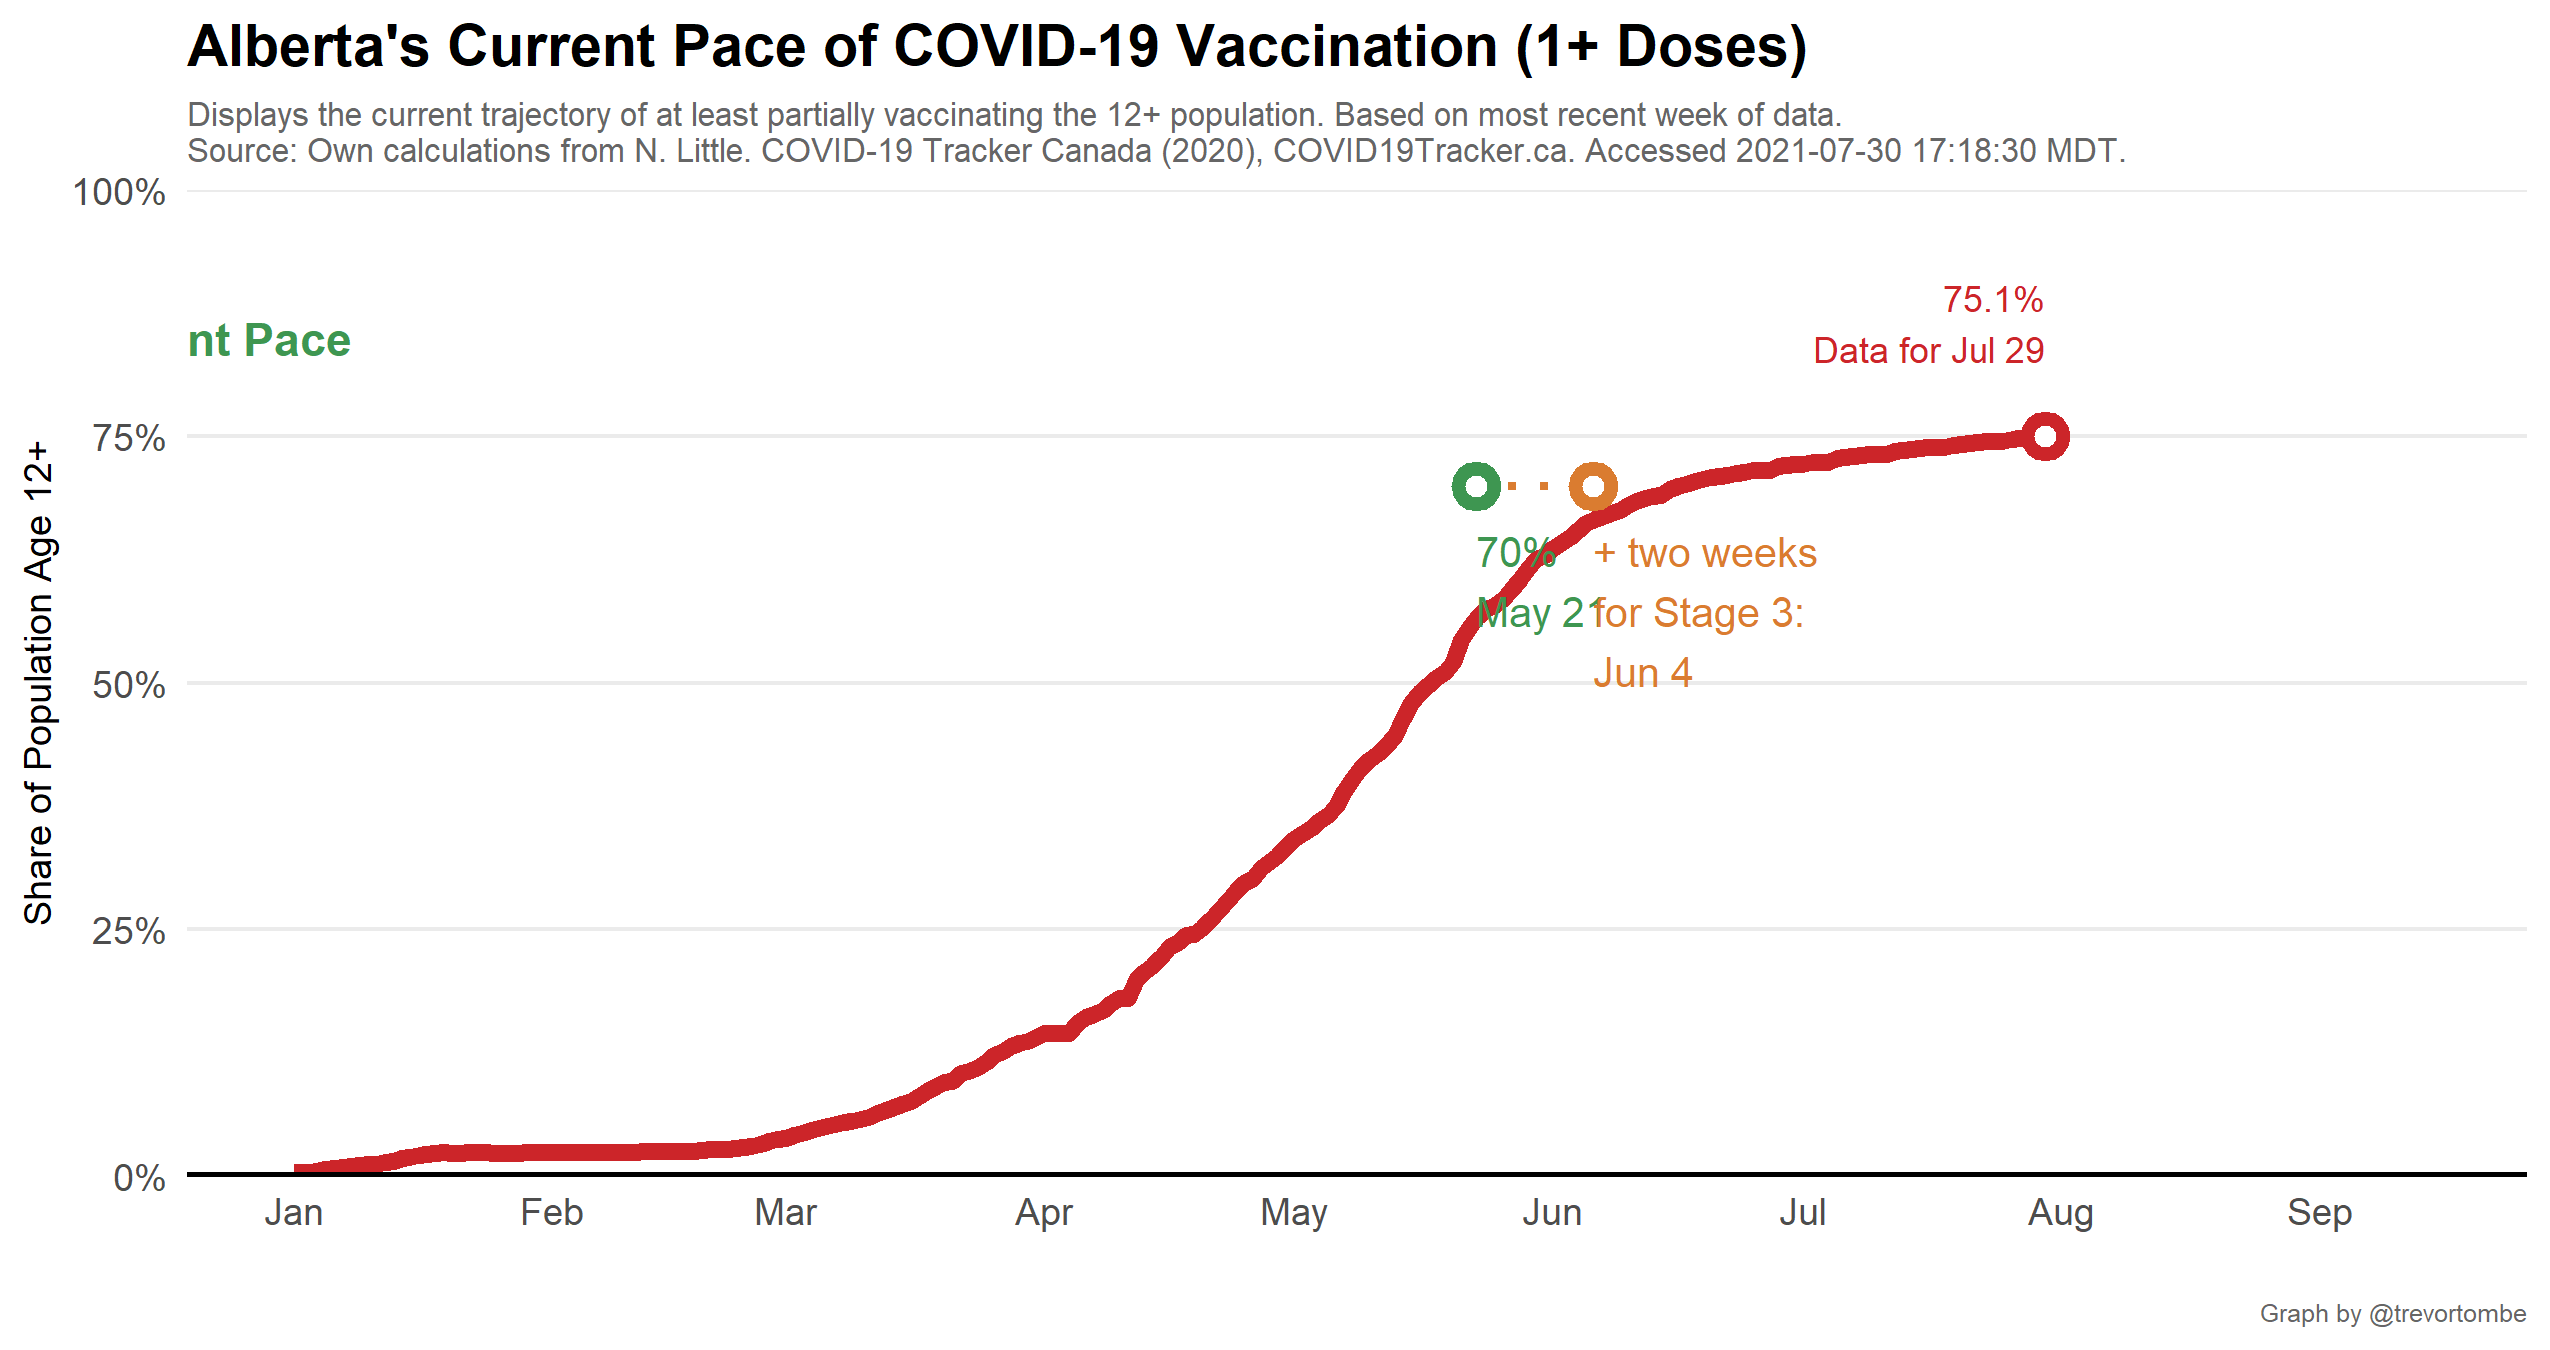 Alberta's Current Pace of COVID-19 Vaccination (1+ Doses)
Displays the current trajectory of at least partially vaccinating the 12+ population. Based on most recent week of data.
Source: Own calculations from N. Little. COVID-19 Tracker Canada (2020), COVID19Tracker.ca. Accessed 2021-07-30 17:18:30 MDT.
100%
75%
50%
25%
0%
Share of Population Age 12+
nt Pace
75.1%
Data for Jul 29
70%
May 21
+ two weeks
for Stage 3:
Jun 4
Jan Feb Mar Apr May Jun Jul Aug Sep
Graph by @trevortombe